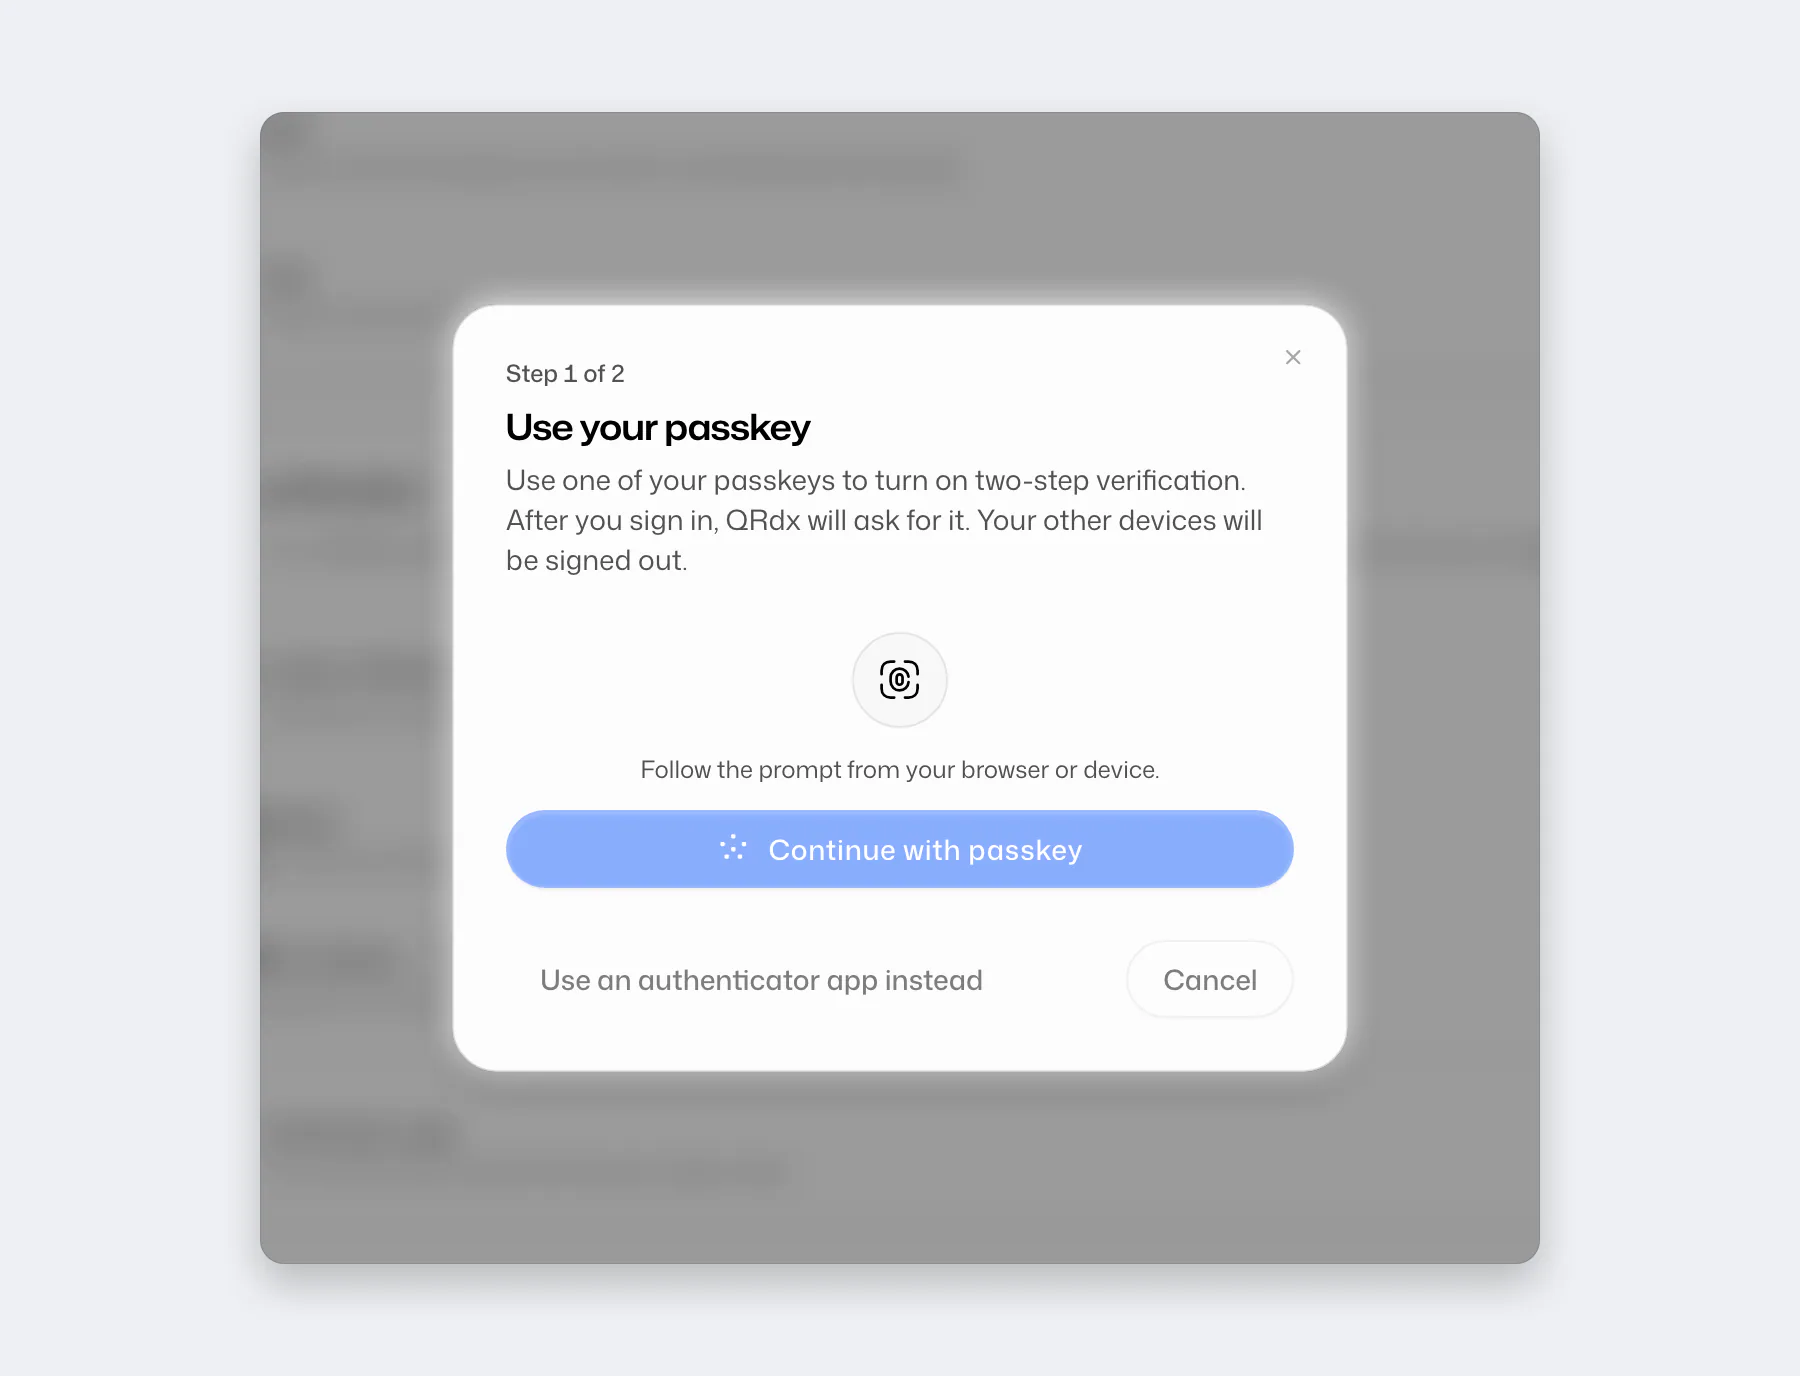 Step 1 of 2
Use your passkey
Use one of your passkeys to turn on two-step verification.
After you sign in, QRdx will ask for it. Your other devices will
be signed out.
Follow the prompt from your browser or device.
Continue with passkey
Use an authenticator app instead
Cancel